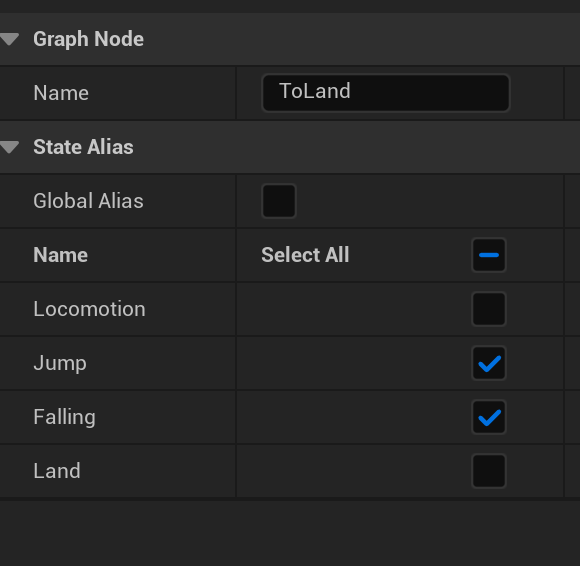 Graph Node
Name ToLand
State Alias
Global Alias
Name Select All
Locomotion
Jump
Falling
Land